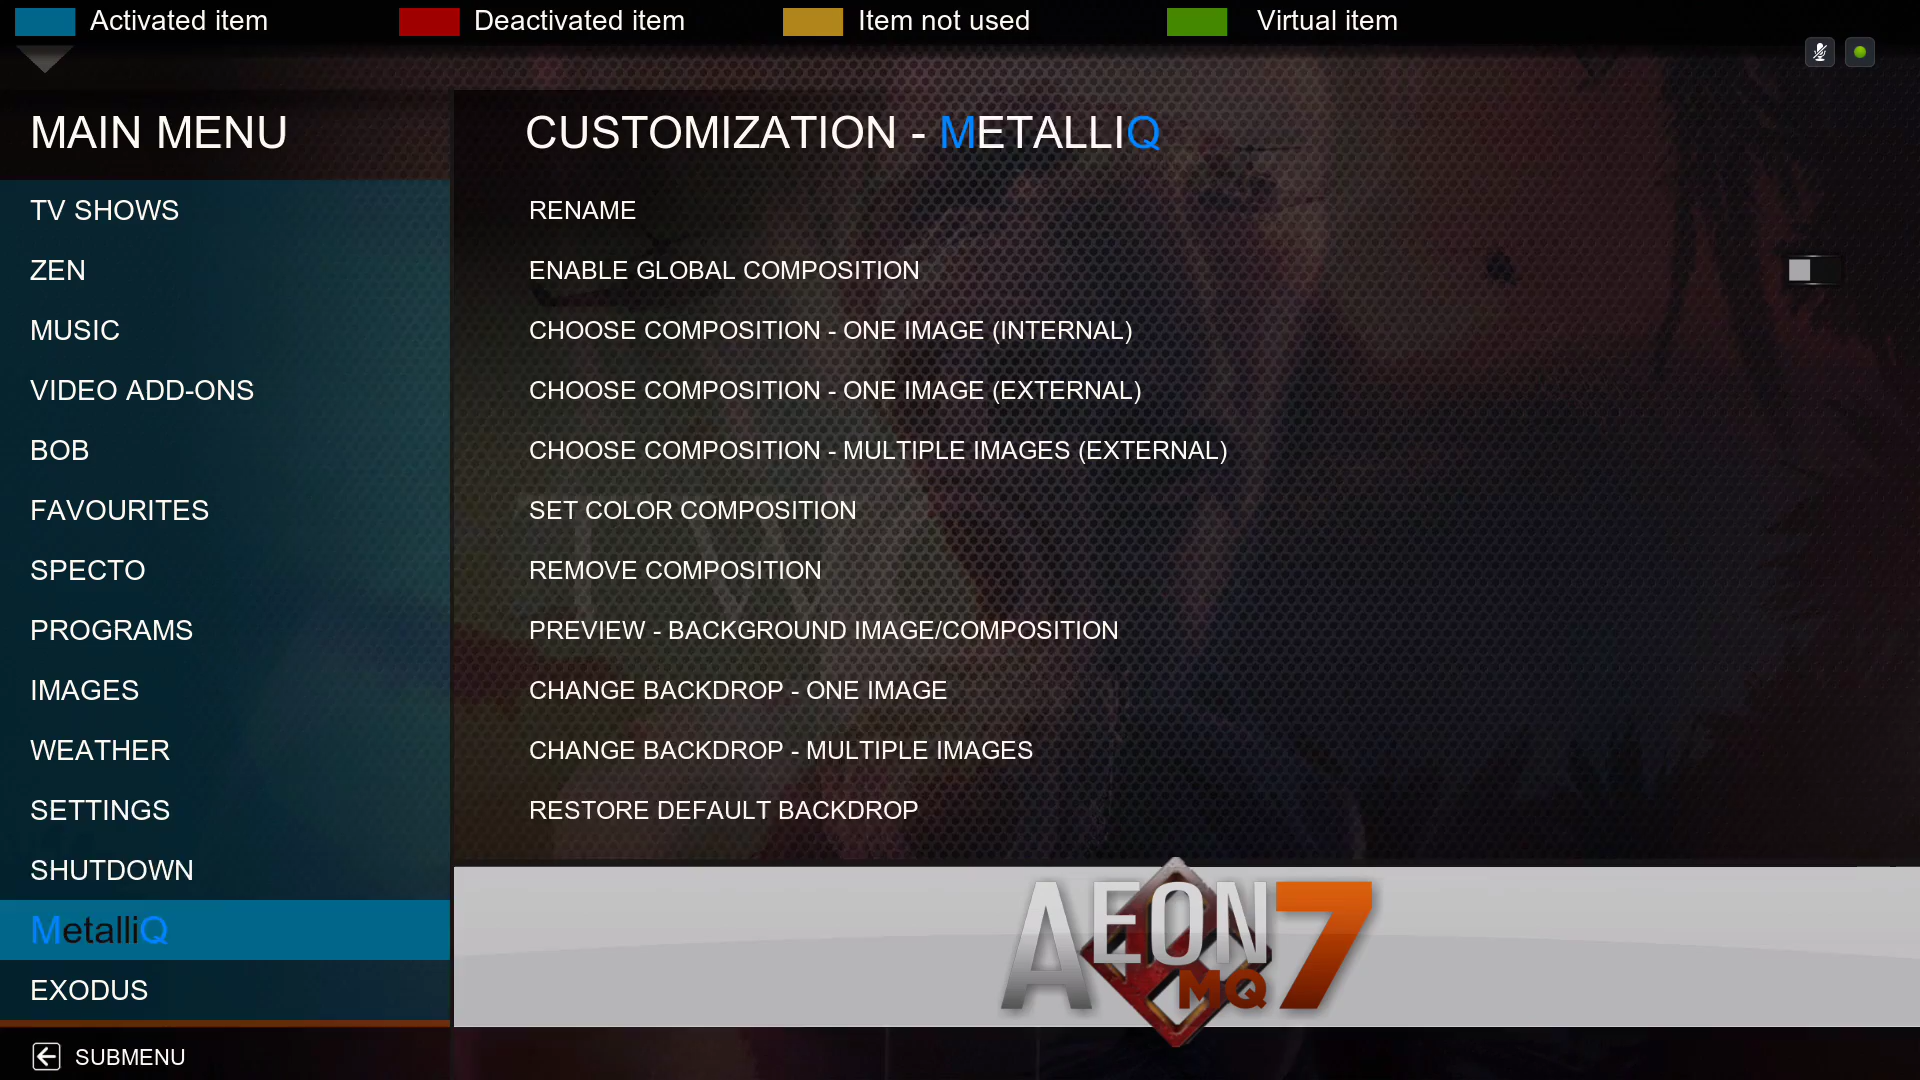 Activated item
Deactivated item
Item not used
Virtual item
MAIN MENU
TV SHOWS
ZEN
MUSIC
VIDEO ADD-ONS
BOB
FAVOURITES
SPECTO
PROGRAMS
IMAGES
WEATHER
SETTINGS
SHUTDOWN
MetalliQ
EXODUS
SUBMENU
CUSTOMIZATION - METALLIQ
RENAME
ENABLE GLOBAL COMPOSITION
CHOOSE COMPOSITION - ONE IMAGE (INTERNAL)
CHOOSE COMPOSITION - ONE IMAGE (EXTERNAL)
CHOOSE COMPOSITION - MULTIPLE IMAGES (EXTERNAL)
SET COLOR COMPOSITION
REMOVE COMPOSITION
PREVIEW - BACKGROUND IMAGE/COMPOSITION
CHANGE BACKDROP - ONE IMAGE
CHANGE BACKDROP - MULTIPLE IMAGES
RESTORE DEFAULT BACKDROP
AEON 7
MQ